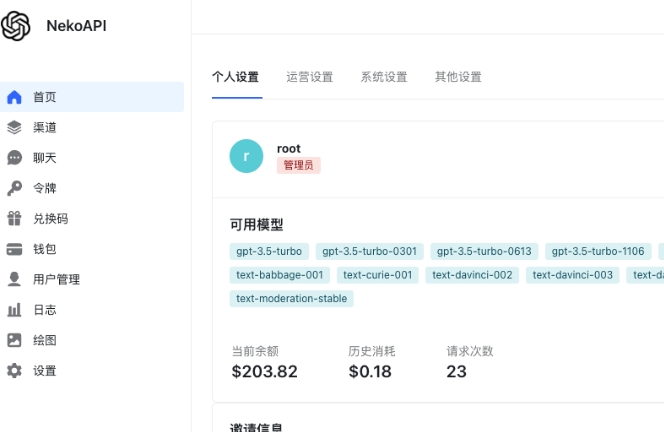 NekoAPI
首页
渠道
聊天
令牌
兑换码
钱包
用户管理
日志
绘图
设置
个人设置 运营设置 系统设置 其他设置
r
root
管理员
可用模型
gpt-3.5-turbo gpt-3.5-turbo-0301 gpt-3.5-turbo-0613 gpt-3.5-turbo-1106
text-babbage-001 text-curie-001 text-davinci-002 text-davinci-003
text-moderation-stable
当前余额 历史消耗 请求次数
$203.82 $0.18 23
邀请信息